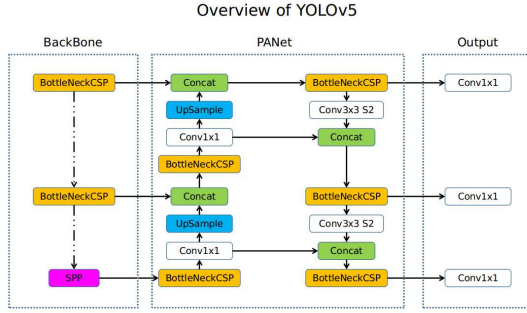 Overview of YOLOv5
BackBone
PANet
Output
BottleNeckCSP
Concat
BottleNeckCSP
Conv1x1
UpSample
Conv3x3 S2
Conv1x1
Concat
BottleNeckCSP
BottleNeckCSP
Concat
BottleNeckCSP
Conv1x1
UpSample
Conv3x3 S2
Conv1x1
Concat
SPP
BottleNeckCSP
BottleNeckCSP
Conv1x1